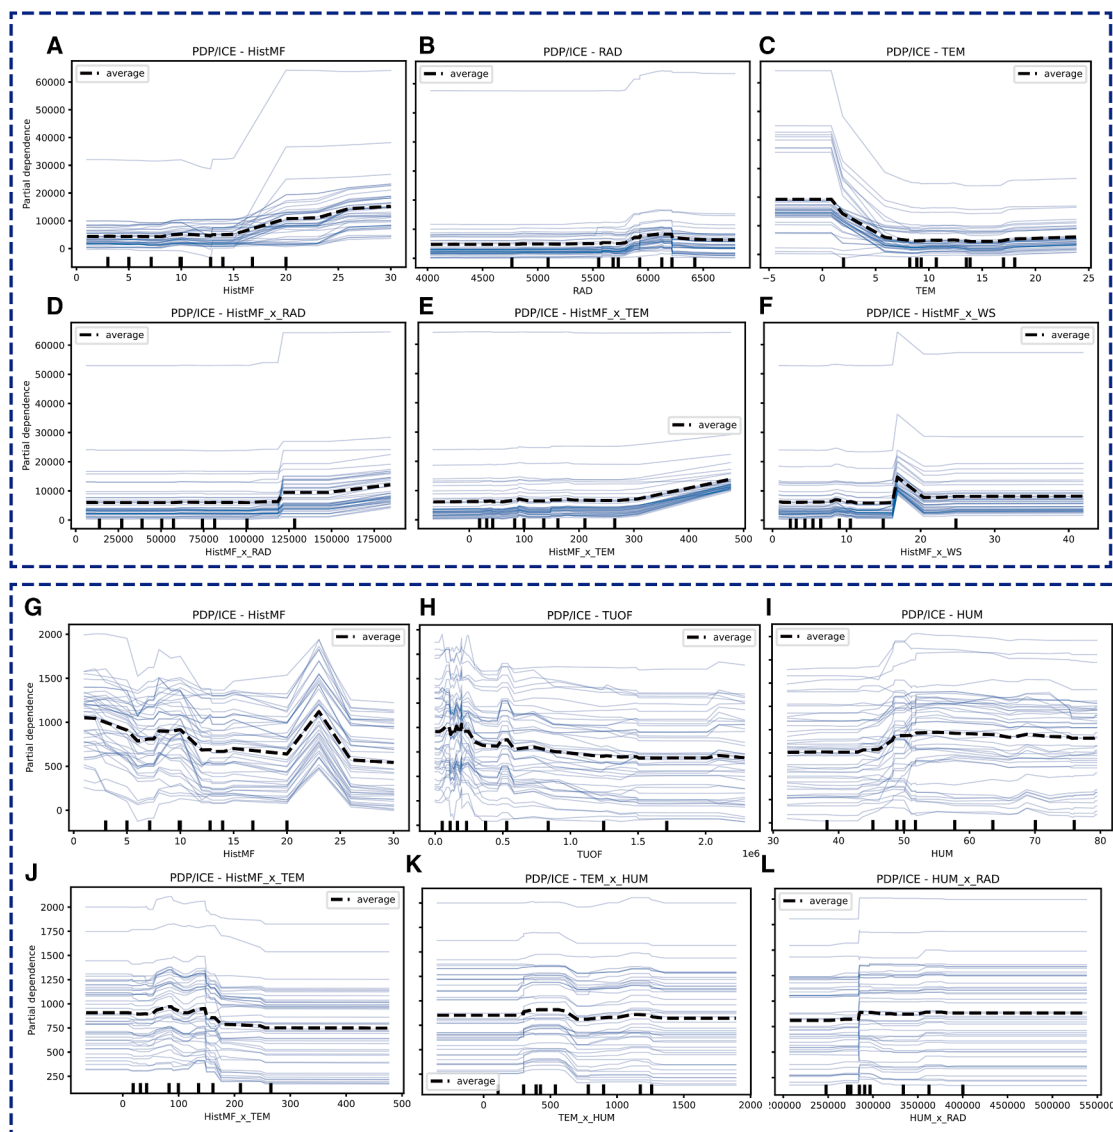 A
PDP/ICE - HistMF
average
Partial dependence
60000
50000
40000
30000
20000
10000
0
0 5 10 15 20 25 30
HistMF
B
PDP/ICE - RAD
average
4000 4500 5000 5500 6000 6500
RAD
C
PDP/ICE - TEM
average
−5 0 5 10 15 20 25
TEM
D
PDP/ICE - HistMF_x_RAD
average
Partial dependence
60000
50000
40000
30000
20000
10000
0
0 25000 50000 75000 100000 125000 150000 175000
HistMF_x_RAD
E
PDP/ICE - HistMF_x_TEM
average
0 100 200 300 400 500
HistMF_x_TEM
F
PDP/ICE - HistMF_x_WS
average
0 10 20 30 40
HistMF_x_WS
G
PDP/ICE - HistMF
average
Partial dependence
2000
1500
1000
500
0
0 5 10 15 20 25 30
HistMF
H
PDP/ICE - TUOF
average
0.0 0.5 1.0 1.5 2.0
1e6
TUOF
I
PDP/ICE - HUM
average
30 40 50 60 70 80
HUM
J
PDP/ICE - HistMF_x_TEM
average
Partial dependence
2000
1750
1500
1250
1000
750
500
250
0 100 200 300 400 500
HistMF_x_TEM
K
PDP/ICE - TEM_x_HUM
average
0 500 1000 1500 2000
TEM_x_HUM
L
PDP/ICE - HUM_x_RAD
average
200000 250000 300000 350000 400000 450000 500000 550000
HUM_x_RAD